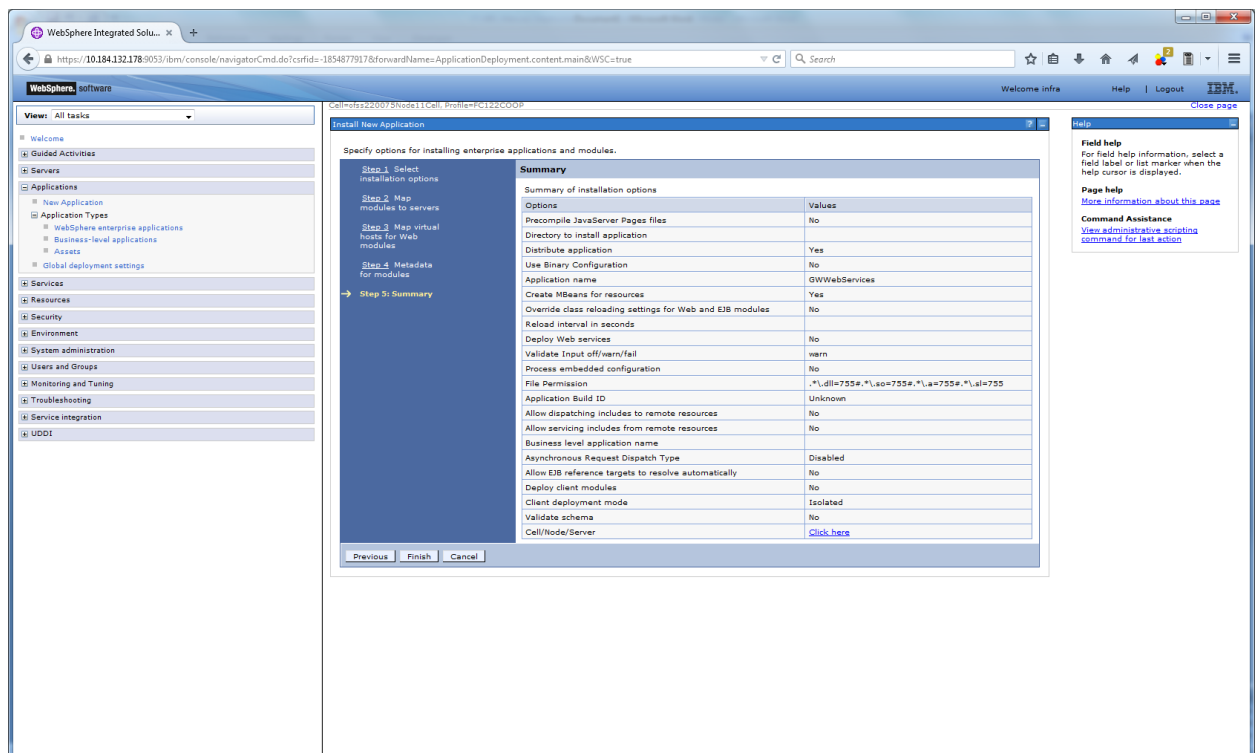 WebSphere Integrated Solu...
https://10.184.132.178:9053/ibm/console/navigatorCmd.do?csrfid=-1854877917&forwardName=ApplicationDeployment.content.main&WSC=true
Search
2
WebSphere. software
Welcome infra
Help | Logout
IBM.
View: All tasks
Welcome
Guided Activities
Servers
Applications
New Application
Application Types
WebSphere enterprise applications
Business-level applications
Assets
Global deployment settings
Services
Resources
Security
Environment
System administration
Users and Groups
Monitoring and Tuning
Troubleshooting
Service integration
UDDI
Cell=ofss220075Node11Cell, Profile=FC122COOP
Close page
Install New Application
?
Specify options for installing enterprise applications and modules.
Step 1 Select
installation options
Step 2 Map
modules to servers
Step 3 Map virtual
hosts for Web
modules
Step 4 Metadata
for modules
Step 5: Summary
Summary
Summary of installation options
Options Values
Precompile JavaServer Pages files No
Directory to install application
Distribute application Yes
Use Binary Configuration No
Application name GWWebServices
Create MBeans for resources Yes
Override class reloading settings for Web and EJB modules No
Reload interval in seconds
Deploy Web services No
Validate Input off/warn/fail warn
Process embedded configuration No
File Permission .*\.dll=755#.*\.so=755#.*\.a=755#.*\.sl=755
Application Build ID Unknown
Allow dispatching includes to remote resources No
Allow servicing includes from remote resources No
Business level application name
Asynchronous Request Dispatch Type Disabled
Allow EJB reference targets to resolve automatically No
Deploy client modules No
Client deployment mode Isolated
Validate schema No
Cell/Node/Server Click here
Previous Finish Cancel
Help
Field help
For field help information, select a
field label or list marker when the
help cursor is displayed.
Page help
More information about this page
Command Assistance
View administrative scripting
command for last action